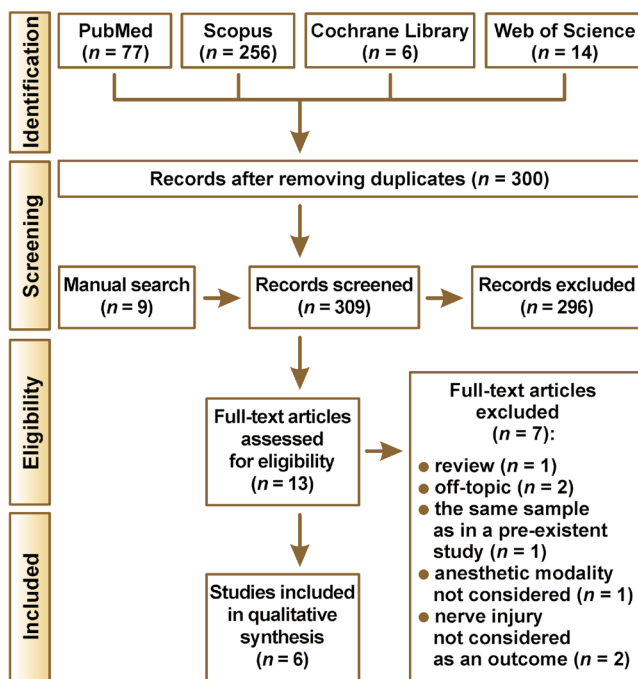 Identification
PubMed
(n = 77)
Scopus
(n = 256)
Cochrane Library
(n = 6)
Web of Science
(n = 14)
Screening
Records after removing duplicates (n = 300)
Manual search
(n = 9)
Records screened
(n = 309)
Records excluded
(n = 296)
Eligibility
Full-text articles
assessed
for eligibility
(n = 13)
Full-text articles
excluded
(n = 7):
● review (n = 1)
● off-topic (n = 2)
● the same sample
as in a pre-existent
study (n = 1)
● anesthetic modality
not considered (n = 1)
● nerve injury
not considered
as an outcome (n = 2)
Included
Studies included
in qualitative
synthesis
(n = 6)